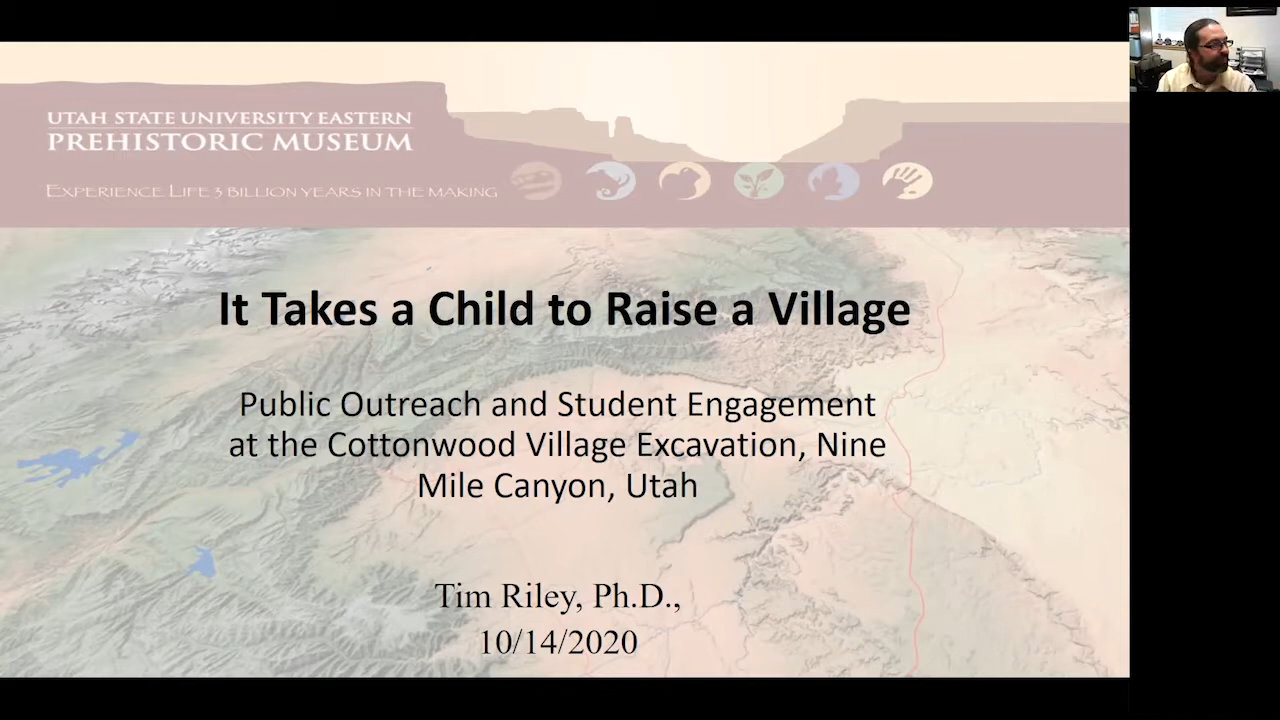 UTAH STATE UNIVERSITY EASTERN
PREHISTORIC MUSEUM
EXPERIENCE LIFE 3 BILLION YEARS IN THE MAKING
It Takes a Child to Raise a Village
Public Outreach and Student Engagement
at the Cottonwood Village Excavation, Nine
Mile Canyon, Utah
Tim Riley, Ph.D.,
10/14/2020